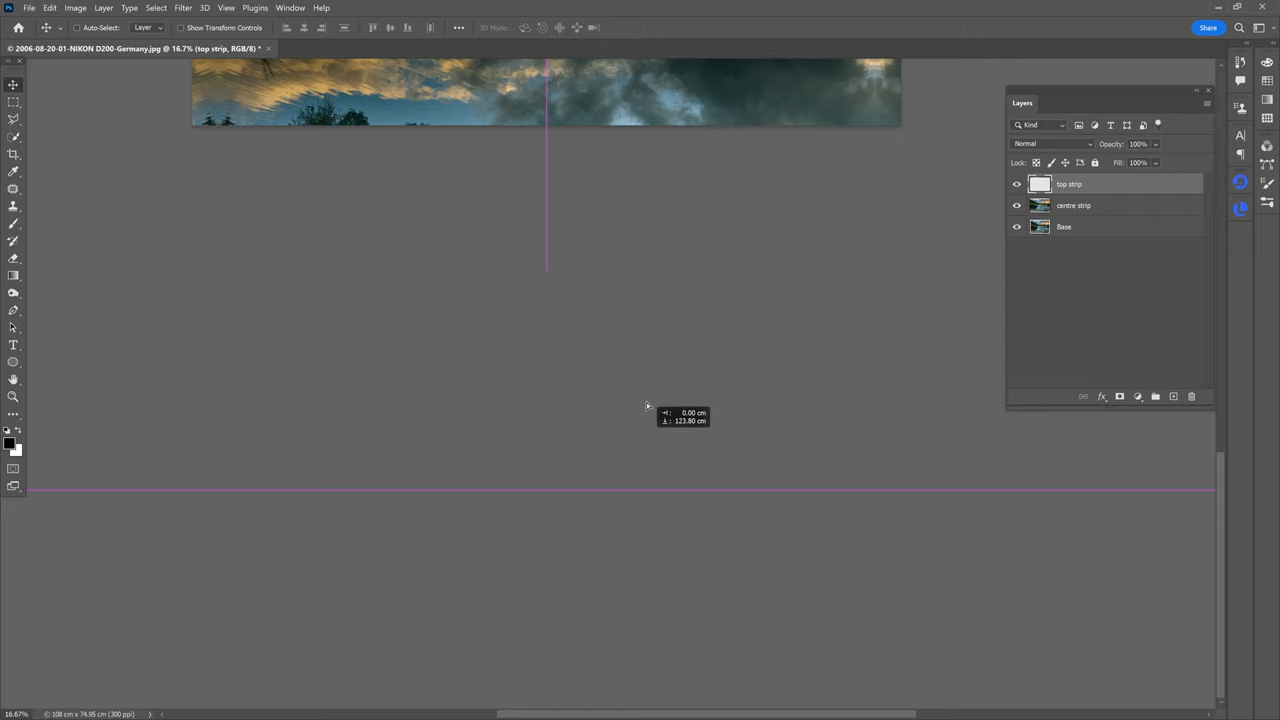 Ps File Edit Image Layer Type Select Filter 3D View Plugins Window Help
Auto-Select: Layer Show Transform Controls ••• 3D Mode: Share
© 2006-08-20-01-NIKON D200-Germany.jpg @ 16.7% (top strip, RGB/8) * ×
Layers
Kind
Normal Opacity: 100%
Lock: Fill: 100%
top strip
centre strip
Base
0.00 cm
123.80 cm
16.67% © 108 cm x 74.95 cm (300 ppi)